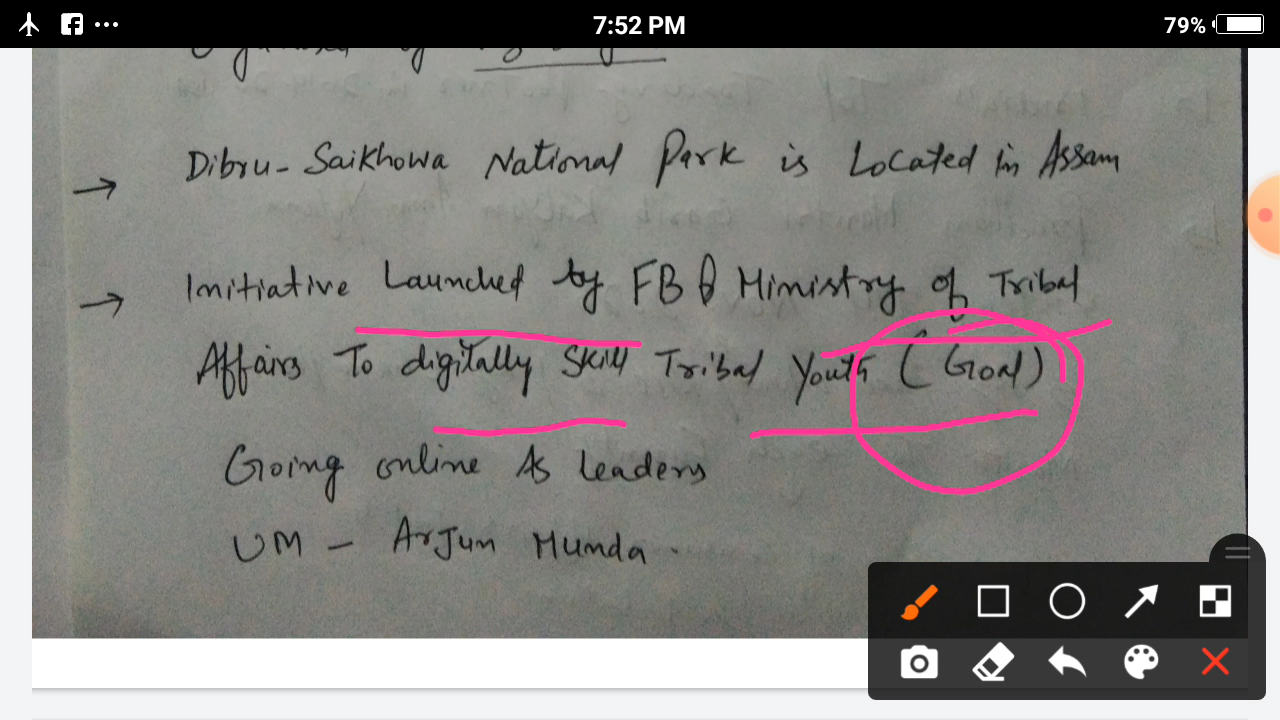 7:52 PM
79%
Dibru-Saikhowa National Park is Located in Assam
Initiative Launched by FB & Ministry of Tribal
Affairs To digitally Skill Tribal Youth (Goal)
Going online As leaders
UM - Arjun Munda.